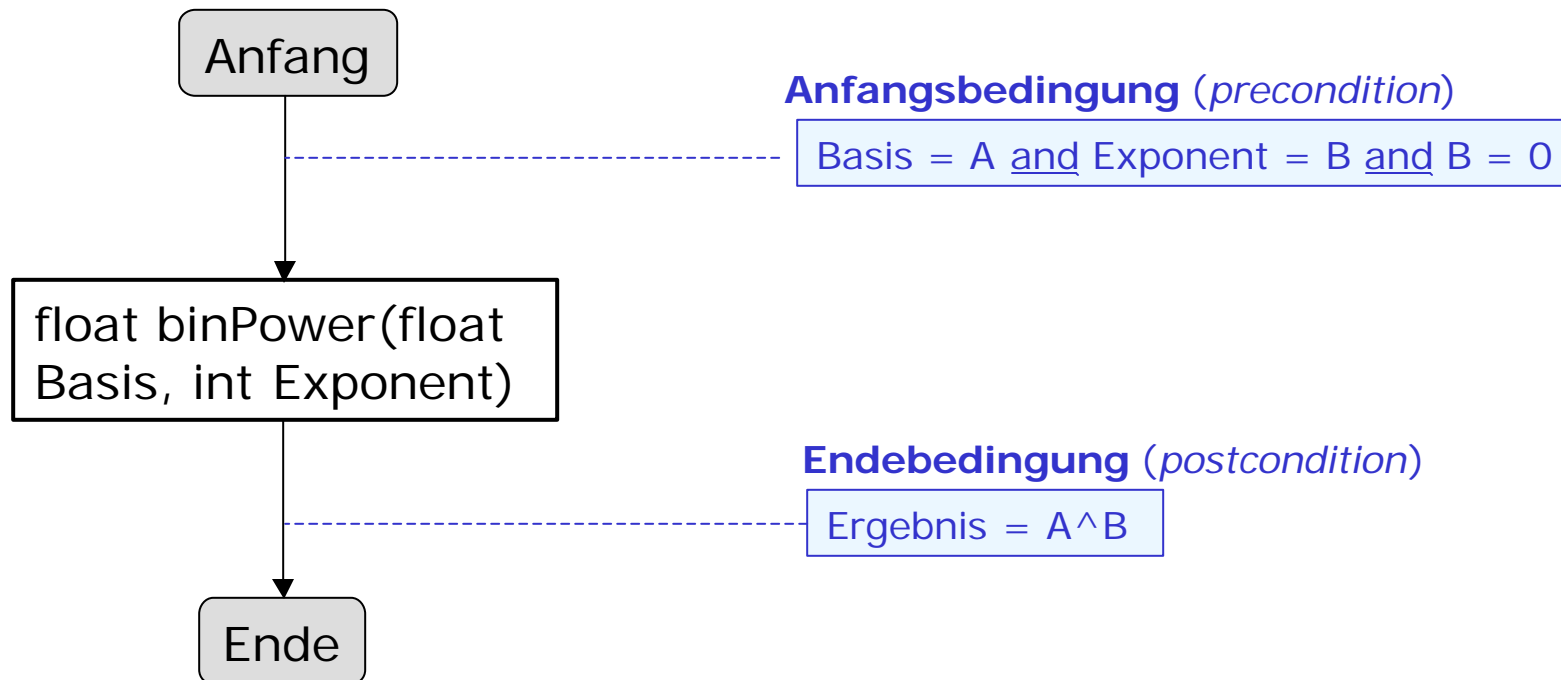 Anfang
Anfangsbedingung (precondition)
Basis = A and Exponent = B and B = 0
float binPower(float
Basis, int Exponent)
Endebedingung (postcondition)
Ergebnis = A^B
Ende